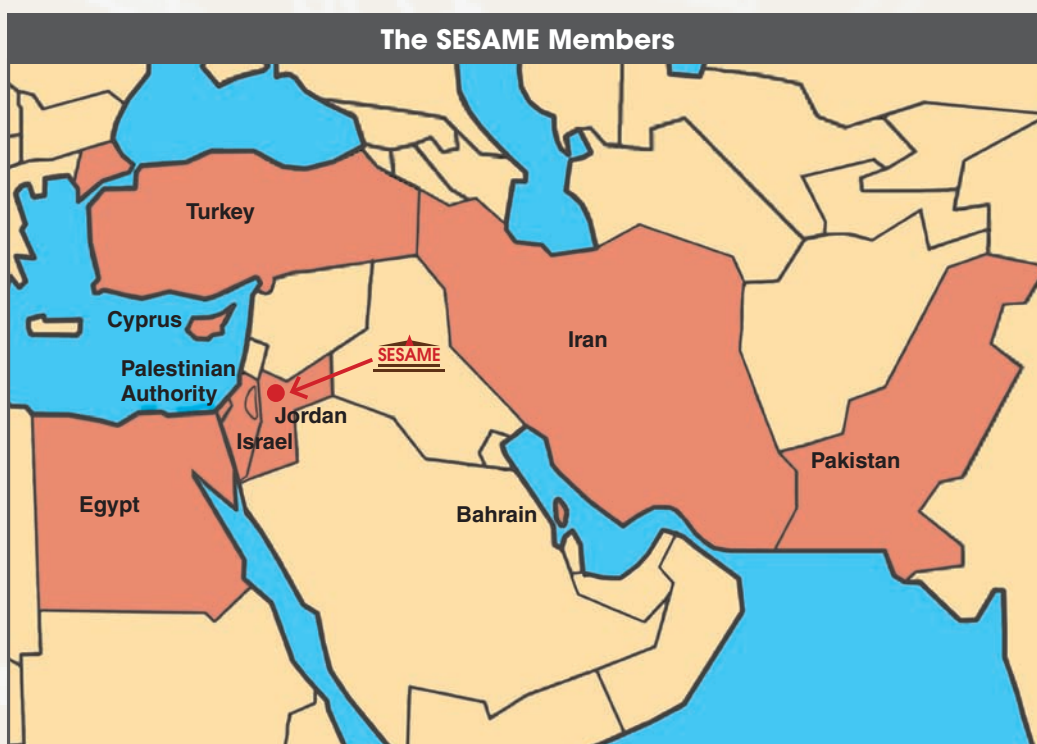 The SESAME Members
Turkey
Cyprus
SESAME
Iran
Palestinian
Authority
Jordan
Israel
Pakistan
Egypt
Bahrain